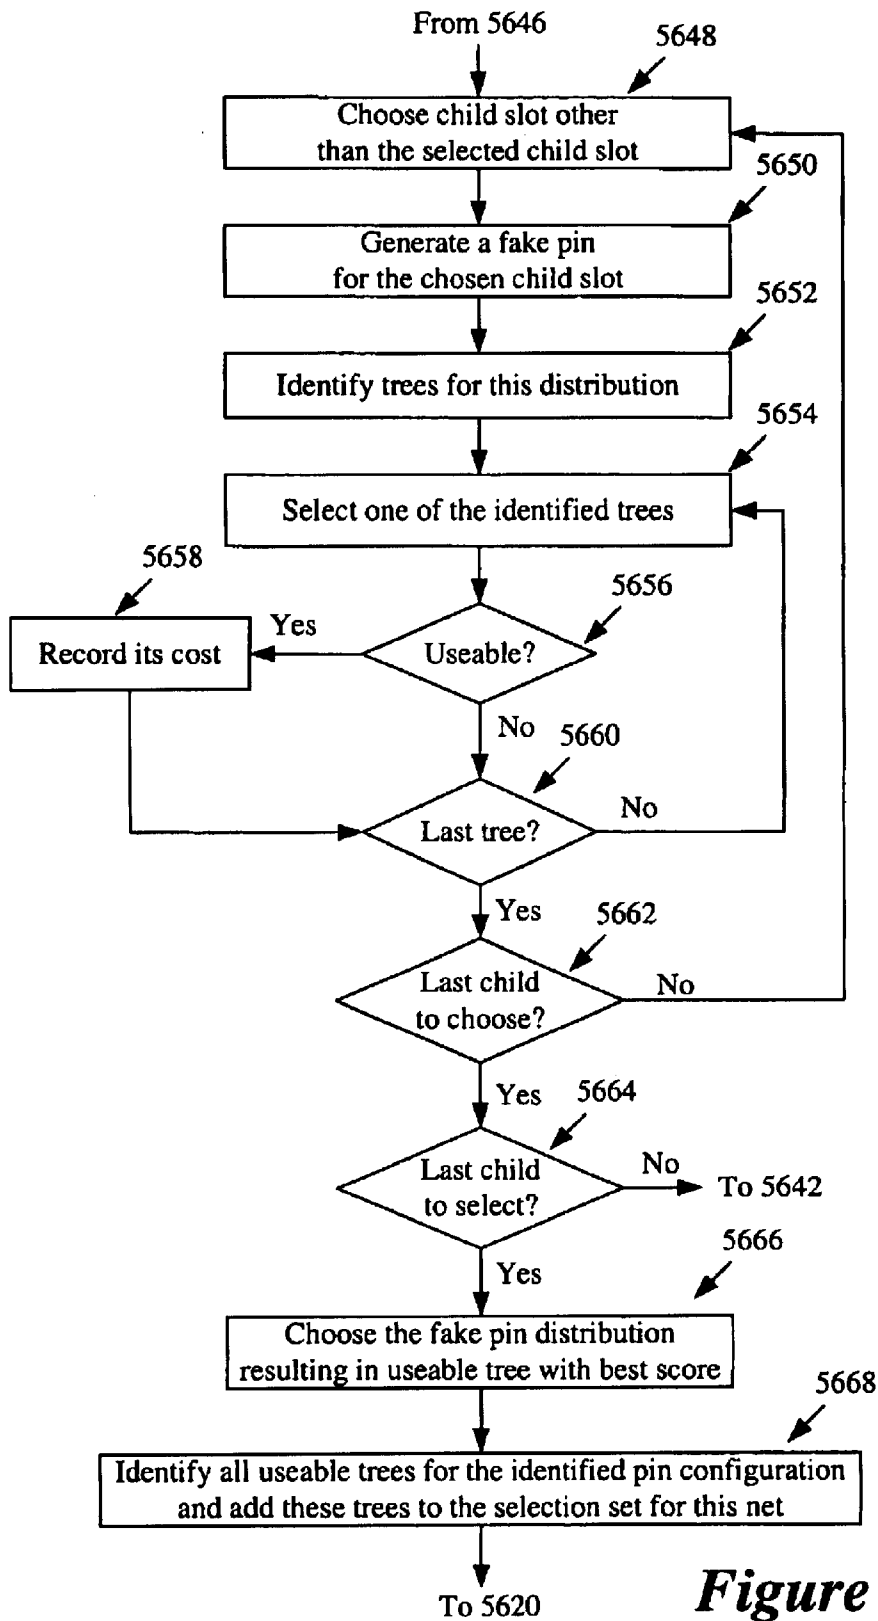 From 5646
5648
Choose child slot other
than the selected child slot
5650
Generate a fake pin
for the chosen child slot
5652
Identify trees for this distribution
5654
Select one of the identified trees
5658
5656
Record its cost
Yes
Useable?
No
5660
Last tree?
No
Yes
5662
Last child
to choose?
No
Yes
5664
Last child
to select?
No
To 5642
5666
Yes
Choose the fake pin distribution
resulting in useable tree with best score
5668
Identify all useable trees for the identified pin configuration
and add these trees to the selection set for this net
To 5620
Figure